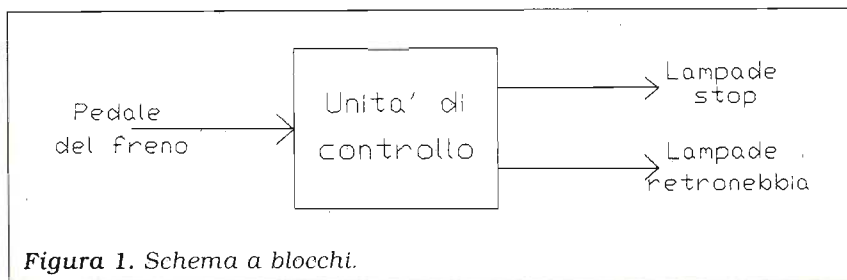 Pedale
del freno
Unita' di
controllo
Lampade
stop
Lampade
retronebbia
Figura 1. Schema a blocchi.